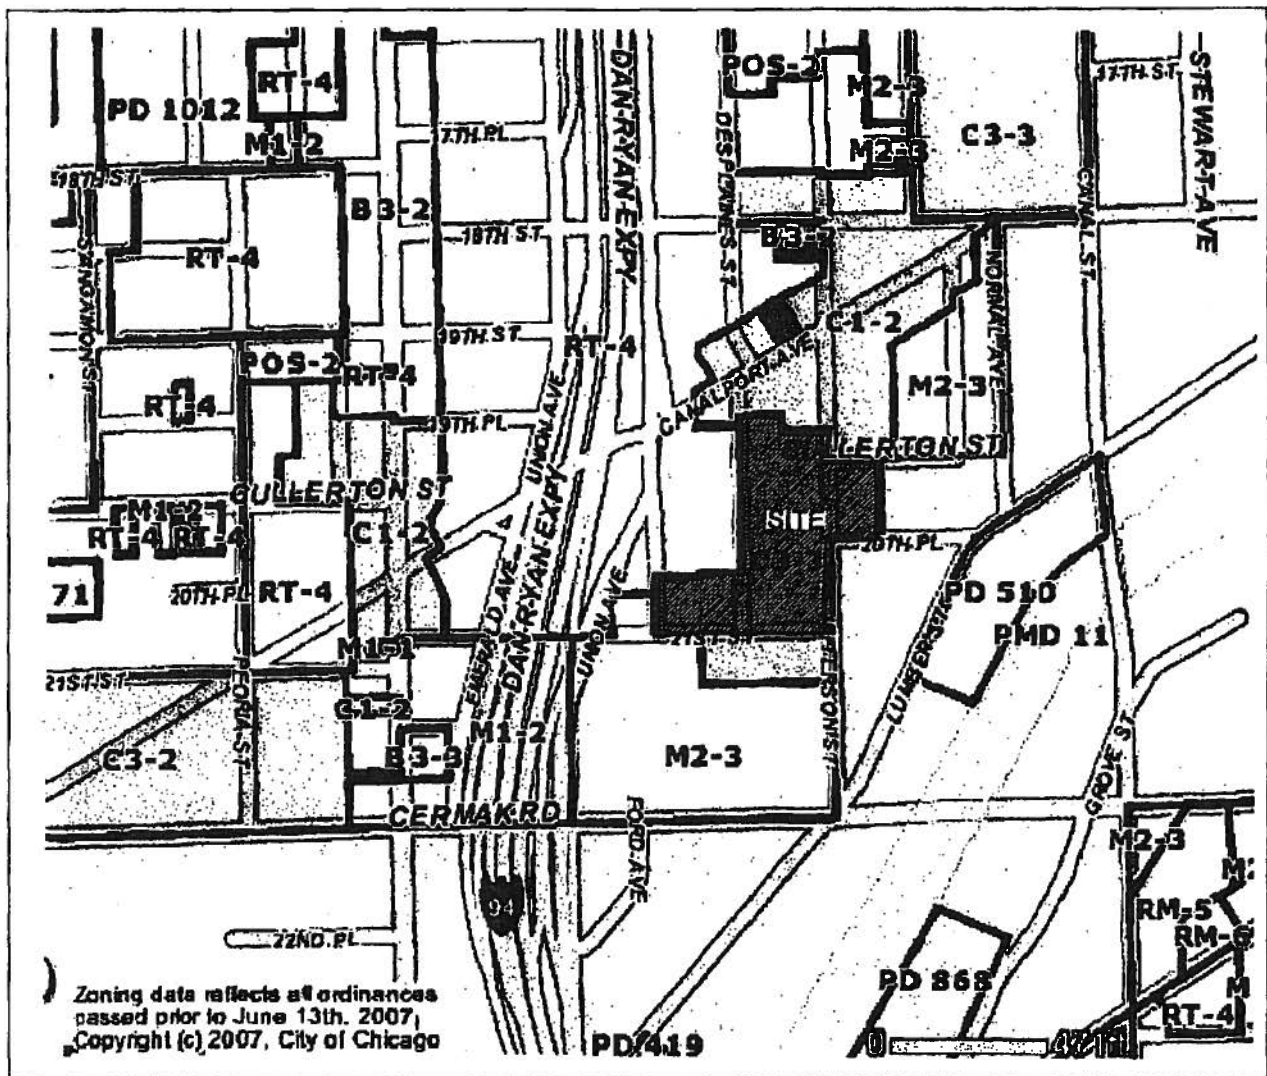 DAN RYAN EXPY
POS-2
RT-4
M2-3
17TH ST
STEWART AVE
PD 1012
17TH PL
M1-2
DESPLAINES ST
M2-3
C3-3
18TH ST
CANAL ST
B3-2
18TH ST
SANGAMON ST
RT-4
NORMAL AVE
19TH ST
RT-4
C1-2
POS-2
RT-4
CANALPORT AVE
M2-3
RT-4
19TH PL
UNION AVE
LLERTON ST
CULLERTON ST
M1-2
C1-2
SITE
RT-4
RT-4
DAN RYAN EXPY
20TH PL
71
20TH PL
RT-4
EMERALD AVE
UNION AVE
PD 510
PMD 11
M1-1
21ST ST
21ST ST
PEORIA ST
LUMBER ST
C1-2
M1-2
C3-2
B3-3
M2-3
GROVE ST
CERMAK RD
FORD AVE
M2-3
94
RM-5
22ND PL
PD 868
Zoning data reflects all ordinances
passed prior to June 13th, 2007,
Copyright (c) 2007, City of Chicago
RT-4
PD 419
0